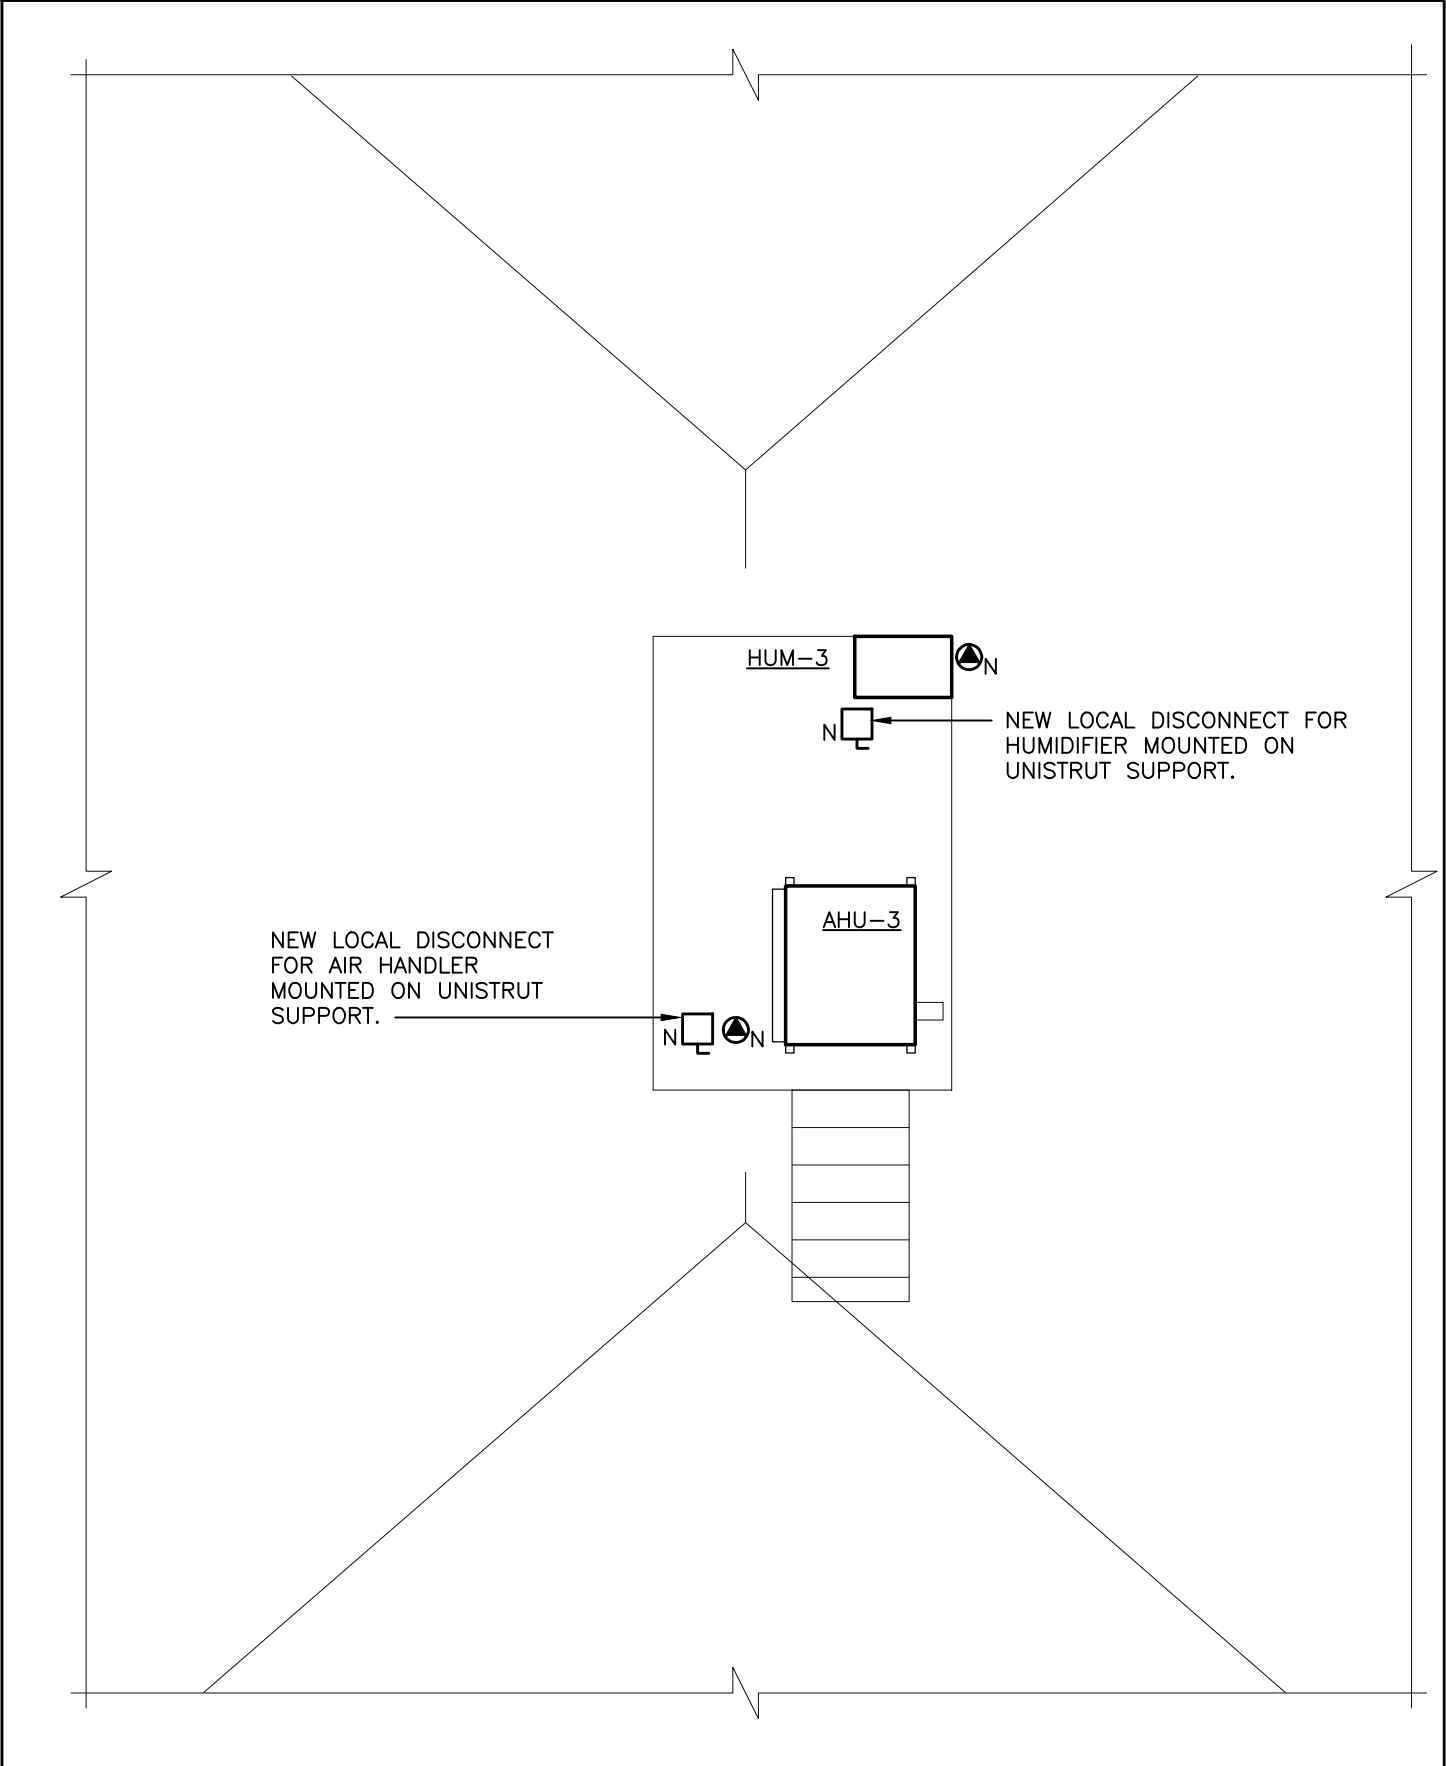 HUM-3
N
N
NEW LOCAL DISCONNECT FOR
HUMIDIFIER MOUNTED ON
UNISTRUT SUPPORT.
AHU-3
NEW LOCAL DISCONNECT
FOR AIR HANDLER
MOUNTED ON UNISTRUT
SUPPORT.
N
N